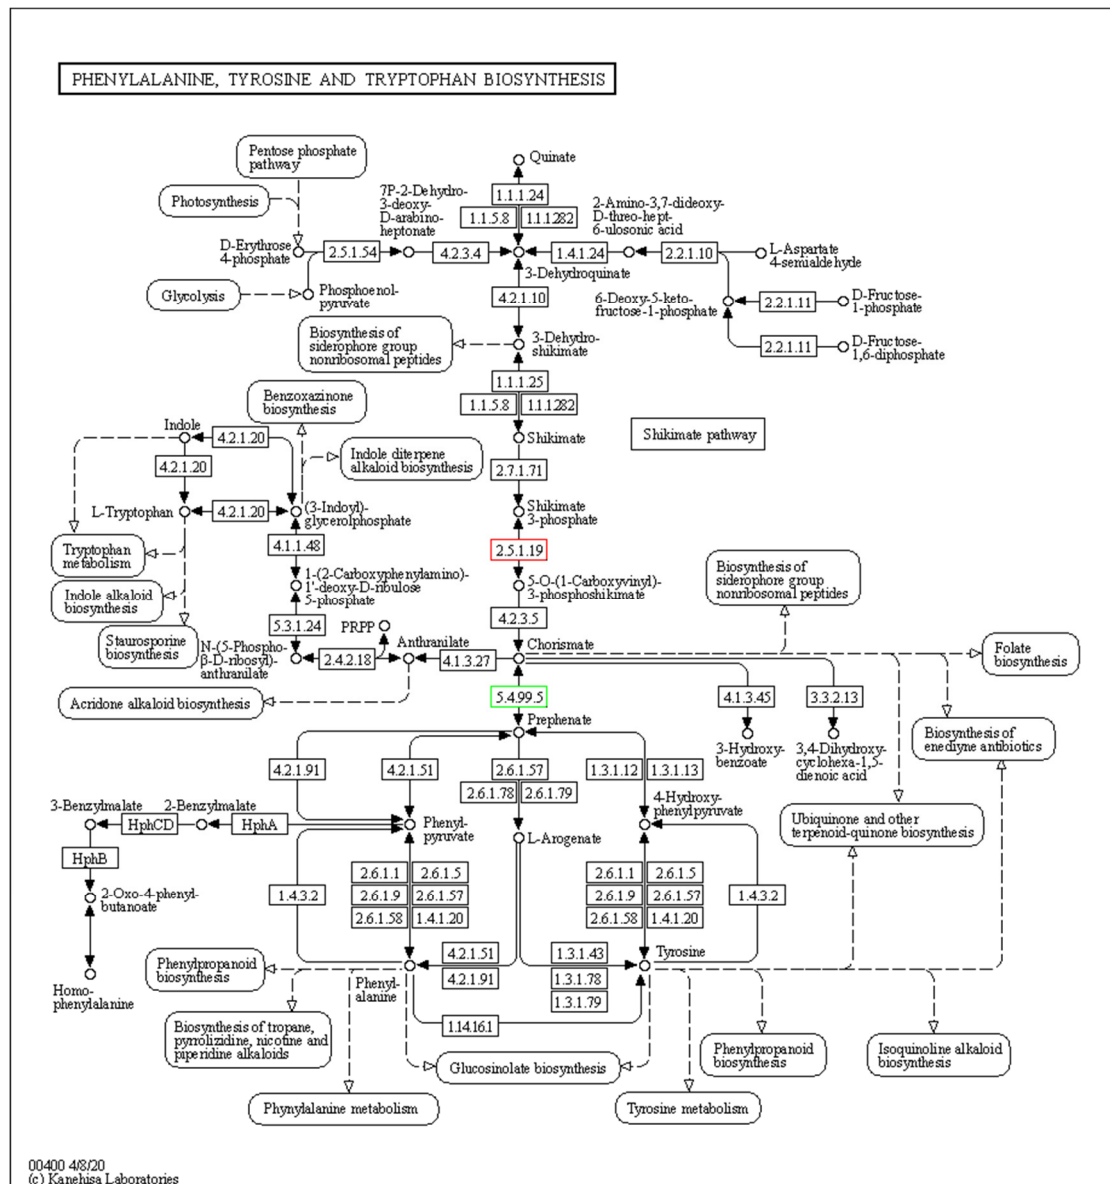 PHENYLALANINE, TYROSINE AND TRYPTOPHAN BIOSYNTHESIS
Pentose phosphate
pathway
Photosynthesis
D-Erythrose
4-phosphate
2.5.1.54
7P-2-Dehydro-
3-deoxy-
D-arabino-
heptonate
4.2.3.4
Glycolysis
Phosphoenol-
pyruvate
Quinate
1.1.1.24
1.1.5.8
1.1.1282
3-Dehydroquinate
1.4.1.24
2-Amino-3,7-dideoxy-
D-threo-hept-
6-ulosonic acid
2.2.1.10
L-Aspartate
4-semialdehyde
6-Deoxy-5-keto-
fructose-1-phosphate
2.2.1.11
D-Fructose-
1-phosphate
2.2.1.11
D-Fructose-
1,6-diphosphate
4.2.1.10
Biosynthesis of
siderophore group
nonribosomal peptides
3-Dehydro-
shikimate
1.1.1.25
1.1.5.8
1.1.1282
Shikimate
Shikimate pathway
2.7.1.71
Shikimate
3-phosphate
2.5.1.19
5-O-(1-Carboxyvinyl)-
3-phosphoshikimate
4.2.3.5
Chorismate
Benzoxazinone
biosynthesis
Indole
4.2.1.20
4.2.1.20
Indole diterpene
alkaloid biosynthesis
L-Tryptophan
4.2.1.20
(3-Indoyl)-
glycerolphosphate
Tryptophan
metabolism
4.1.1.48
Indole alkaloid
biosynthesis
1-(2-Carboxyphenylamino)-
1'-deoxy-D-ribulose
5-phosphate
Staurosporine
biosynthesis
5.3.1.24
PRPP
N-(5-Phospho-
β-D-ribosyl)-
anthranilate
2.4.2.18
Anthranilate
4.1.3.27
Acridone alkaloid biosynthesis
Biosynthesis of
siderophore group
nonribosomal peptides
Folate
biosynthesis
5.4.99.5
4.1.3.45
3.3.2.13
Prephenate
3-Hydroxy-
benzoate
3,4-Dihydroxy-
cyclohexa-1,5-
dienoic acid
Biosynthesis of
enediyne antibiotics
4.2.1.91
4.2.1.51
2.6.1.57
2.6.1.78
2.6.1.79
1.3.1.12
1.3.1.13
3-Benzylmalate
HphCD
2-Benzylmalate
HphA
Phenyl-
pyruvate
L-Arogenate
4-Hydroxy-
phenylpyruvate
Ubiquinone and other
terpenoid-quinone biosynthesis
HphB
2-Oxo-4-phenyl-
butanoate
1.4.3.2
2.6.1.1
2.6.1.5
2.6.1.9
2.6.1.57
2.6.1.58
1.4.1.20
2.6.1.1
2.6.1.5
2.6.1.9
2.6.1.57
2.6.1.58
1.4.1.20
1.4.3.2
Homo-
phenylalanine
Phenylpropanoid
biosynthesis
Phenyl-
alanine
4.2.1.51
4.2.1.91
1.3.1.43
1.3.1.78
1.3.1.79
Tyrosine
1.14.16.1
Biosynthesis of tropane,
pyrrolizidine, nicotine and
piperidine alkaloids
Glucosinolate biosynthesis
Phenylpropanoid
biosynthesis
Isoquinoline alkaloid
biosynthesis
Phynylalanine metabolism
Tyrosine metabolism
00400 4/8/20
(c) Kanehisa Laboratories